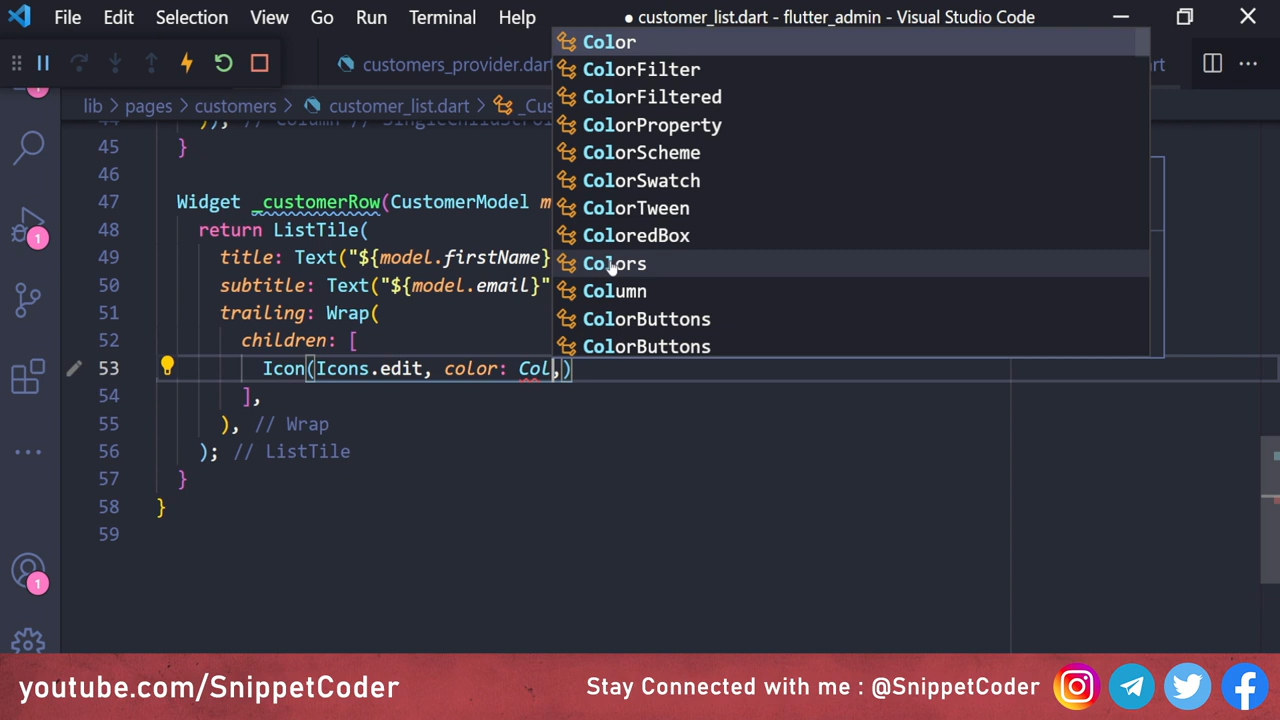 File Edit Selection View Go Run Terminal Help
● customer_list.dart - flutter_admin - Visual Studio Code
customers_provider.dart
lib > pages > customers > customer_list.dart > _Cus
45 }
46
47 Widget _customerRow(CustomerModel m
48 return ListTile(
49 title: Text("${model.firstName}
50 subtitle: Text("${model.email}"
51 trailing: Wrap(
52 children: [
53 Icon(Icons.edit, color: Col,)
54 ],
55 ), // Wrap
56 ); // ListTile
57 }
58 }
59
Color
ColorFilter
ColorFiltered
ColorProperty
ColorScheme
ColorSwatch
ColorTween
ColoredBox
Colors
Column
ColorButtons
ColorButtons
1
1
1
youtube.com/SnippetCoder
Stay Connected with me : @SnippetCoder